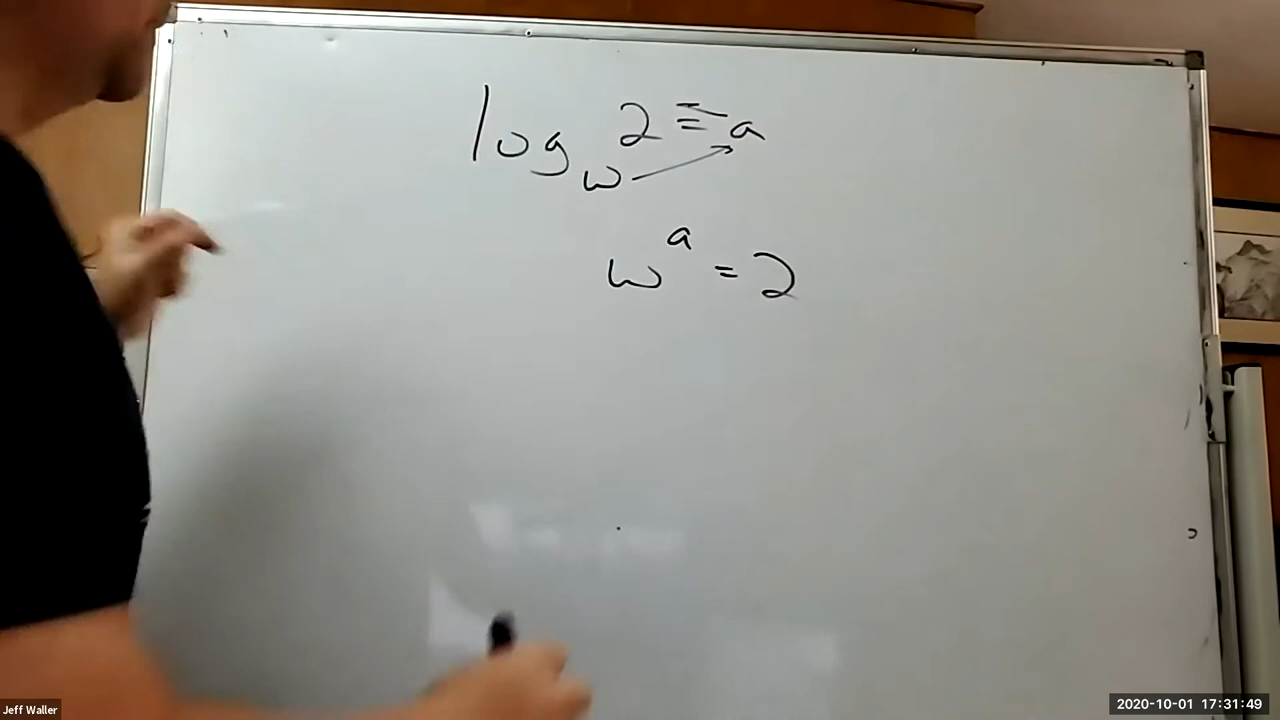 log_w 2 = a
w^a = 2
Jeff Waller
2020-10-01 17:31:49